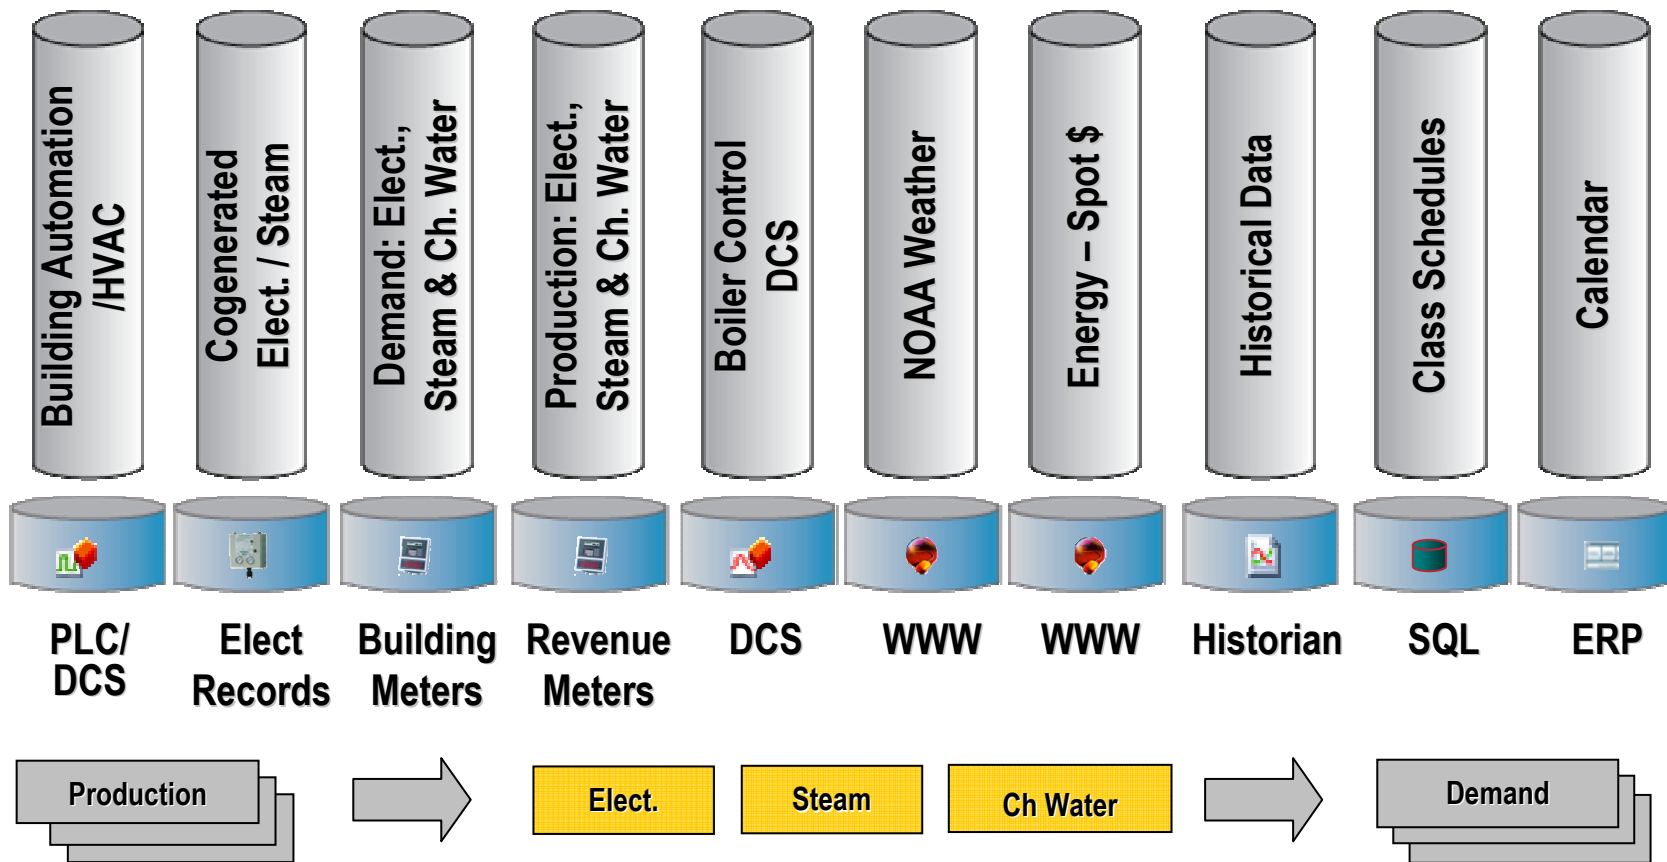 Building Automation
/HVAC
Cogenerated
Elect. / Steam
Demand: Elect.,
Steam & Ch. Water
Production: Elect.,
Steam & Ch. Water
Boiler Control
DCS
NOAA Weather
Energy – Spot $
Historical Data
Class Schedules
Calendar
PLC/
DCS
Elect
Records
Building
Meters
Revenue
Meters
DCS
WWW
WWW
Historian
SQL
ERP
Production
Elect.
Steam
Ch Water
Demand